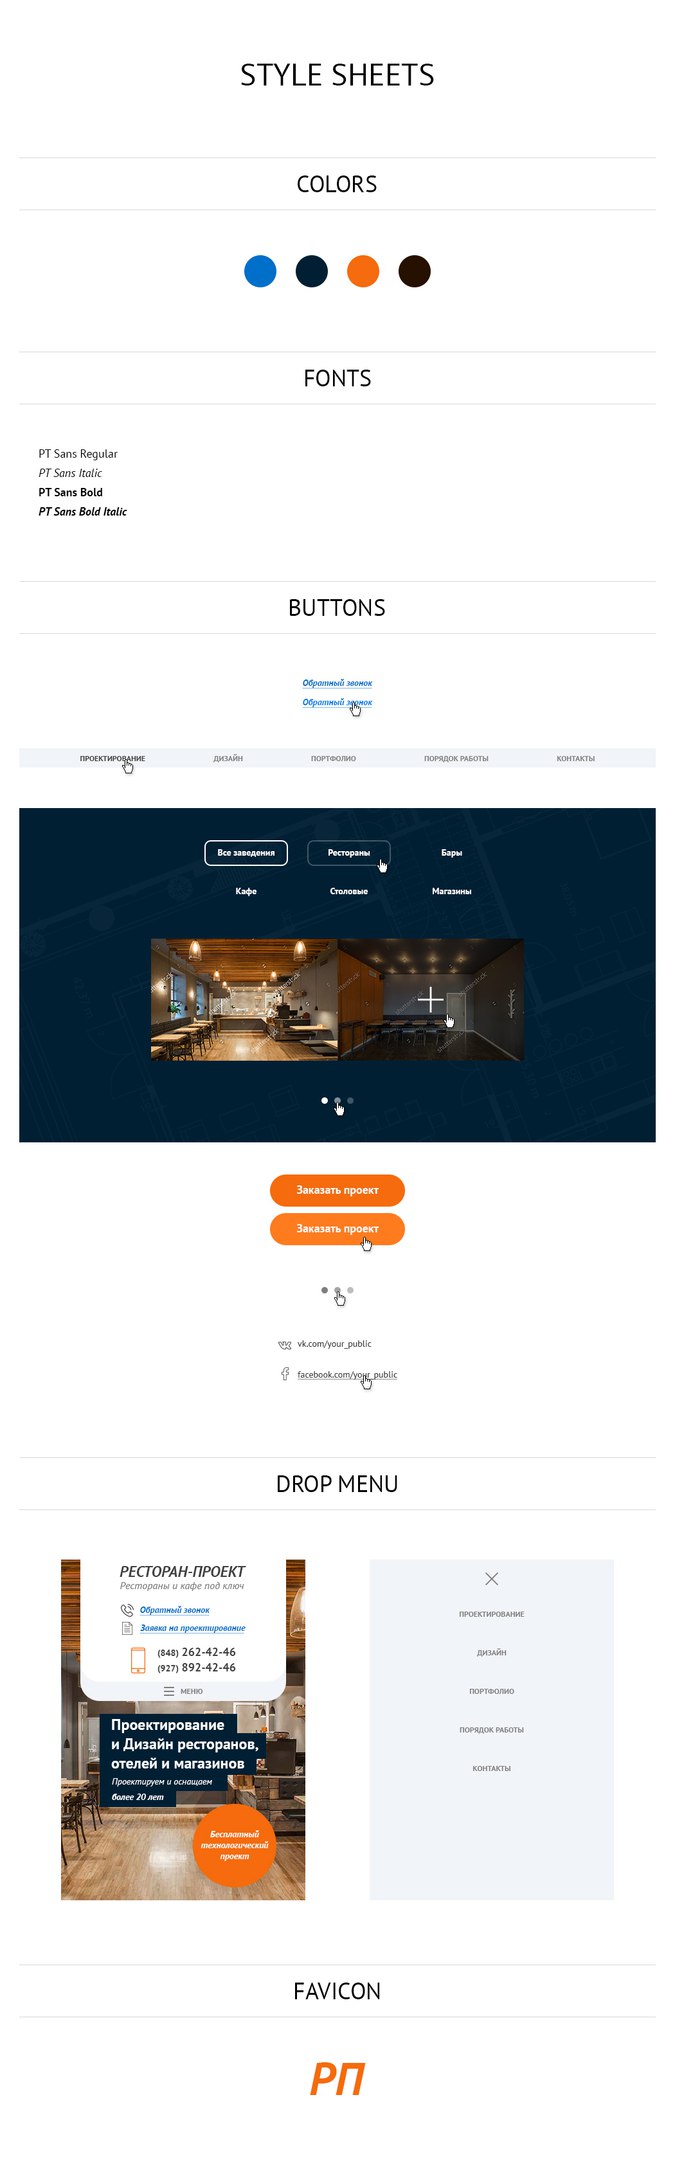 STYLE SHEETS
COLORS
FONTS
PT Sans Regular
PT Sans Italic
PT Sans Bold
PT Sans Bold Italic
BUTTONS
Обратный звонок
Обратный звонок
ПРОЕКТИРОВАНИЕ ДИЗАЙН ПОРТФОЛИО ПОРЯДОК РАБОТЫ КОНТАКТЫ
Все заведения Рестораны Бары
Кафе Столовые Магазины
Заказать проект
Заказать проект
vk.com/your_public
facebook.com/your_public
DROP MENU
РЕСТОРАН-ПРОЕКТ
Рестораны и кафе под ключ
Обратный звонок
Заявка на проектирование
(848) 262-42-46
(927) 892-42-46
МЕНЮ
Проектирование
и Дизайн ресторанов,
отелей и магазинов
Проектируем и оснащаем
более 20 лет
Бесплатный
технологический
проект
ПРОЕКТИРОВАНИЕ
ДИЗАЙН
ПОРТФОЛИО
ПОРЯДОК РАБОТЫ
КОНТАКТЫ
FAVICON
РП